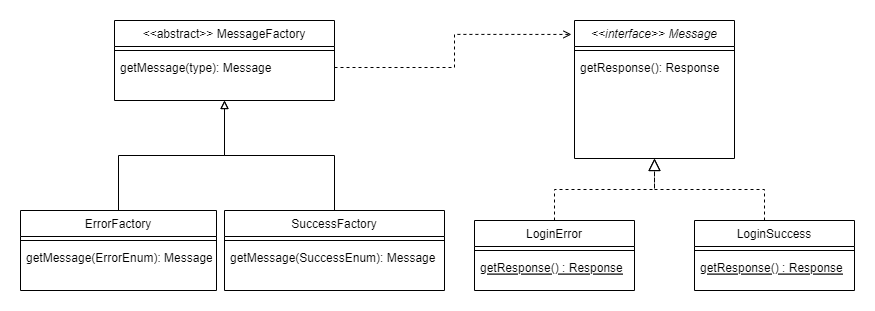 <<abstract>> MessageFactory
getMessage(type): Message
<<interface>> Message
getResponse(): Response
ErrorFactory
getMessage(ErrorEnum): Message
SuccessFactory
getMessage(SuccessEnum): Message
LoginError
getResponse() : Response
LoginSuccess
getResponse() : Response